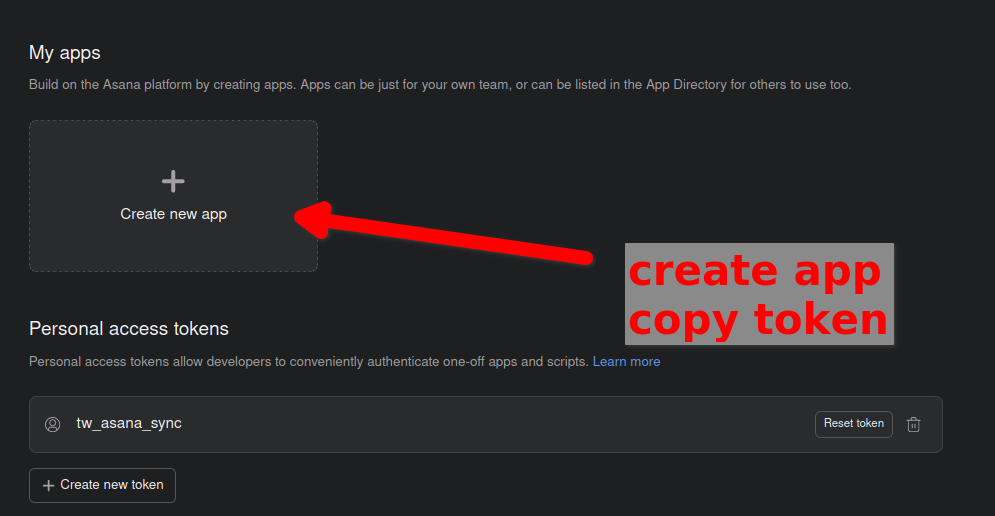 My apps
Build on the Asana platform by creating apps. Apps can be just for your own team, or can be listed in the App Directory for others to use too.
Create new app
create app
copy token
Personal access tokens
Personal access tokens allow developers to conveniently authenticate one-off apps and scripts. Learn more
tw_asana_sync
Reset token
Create new token